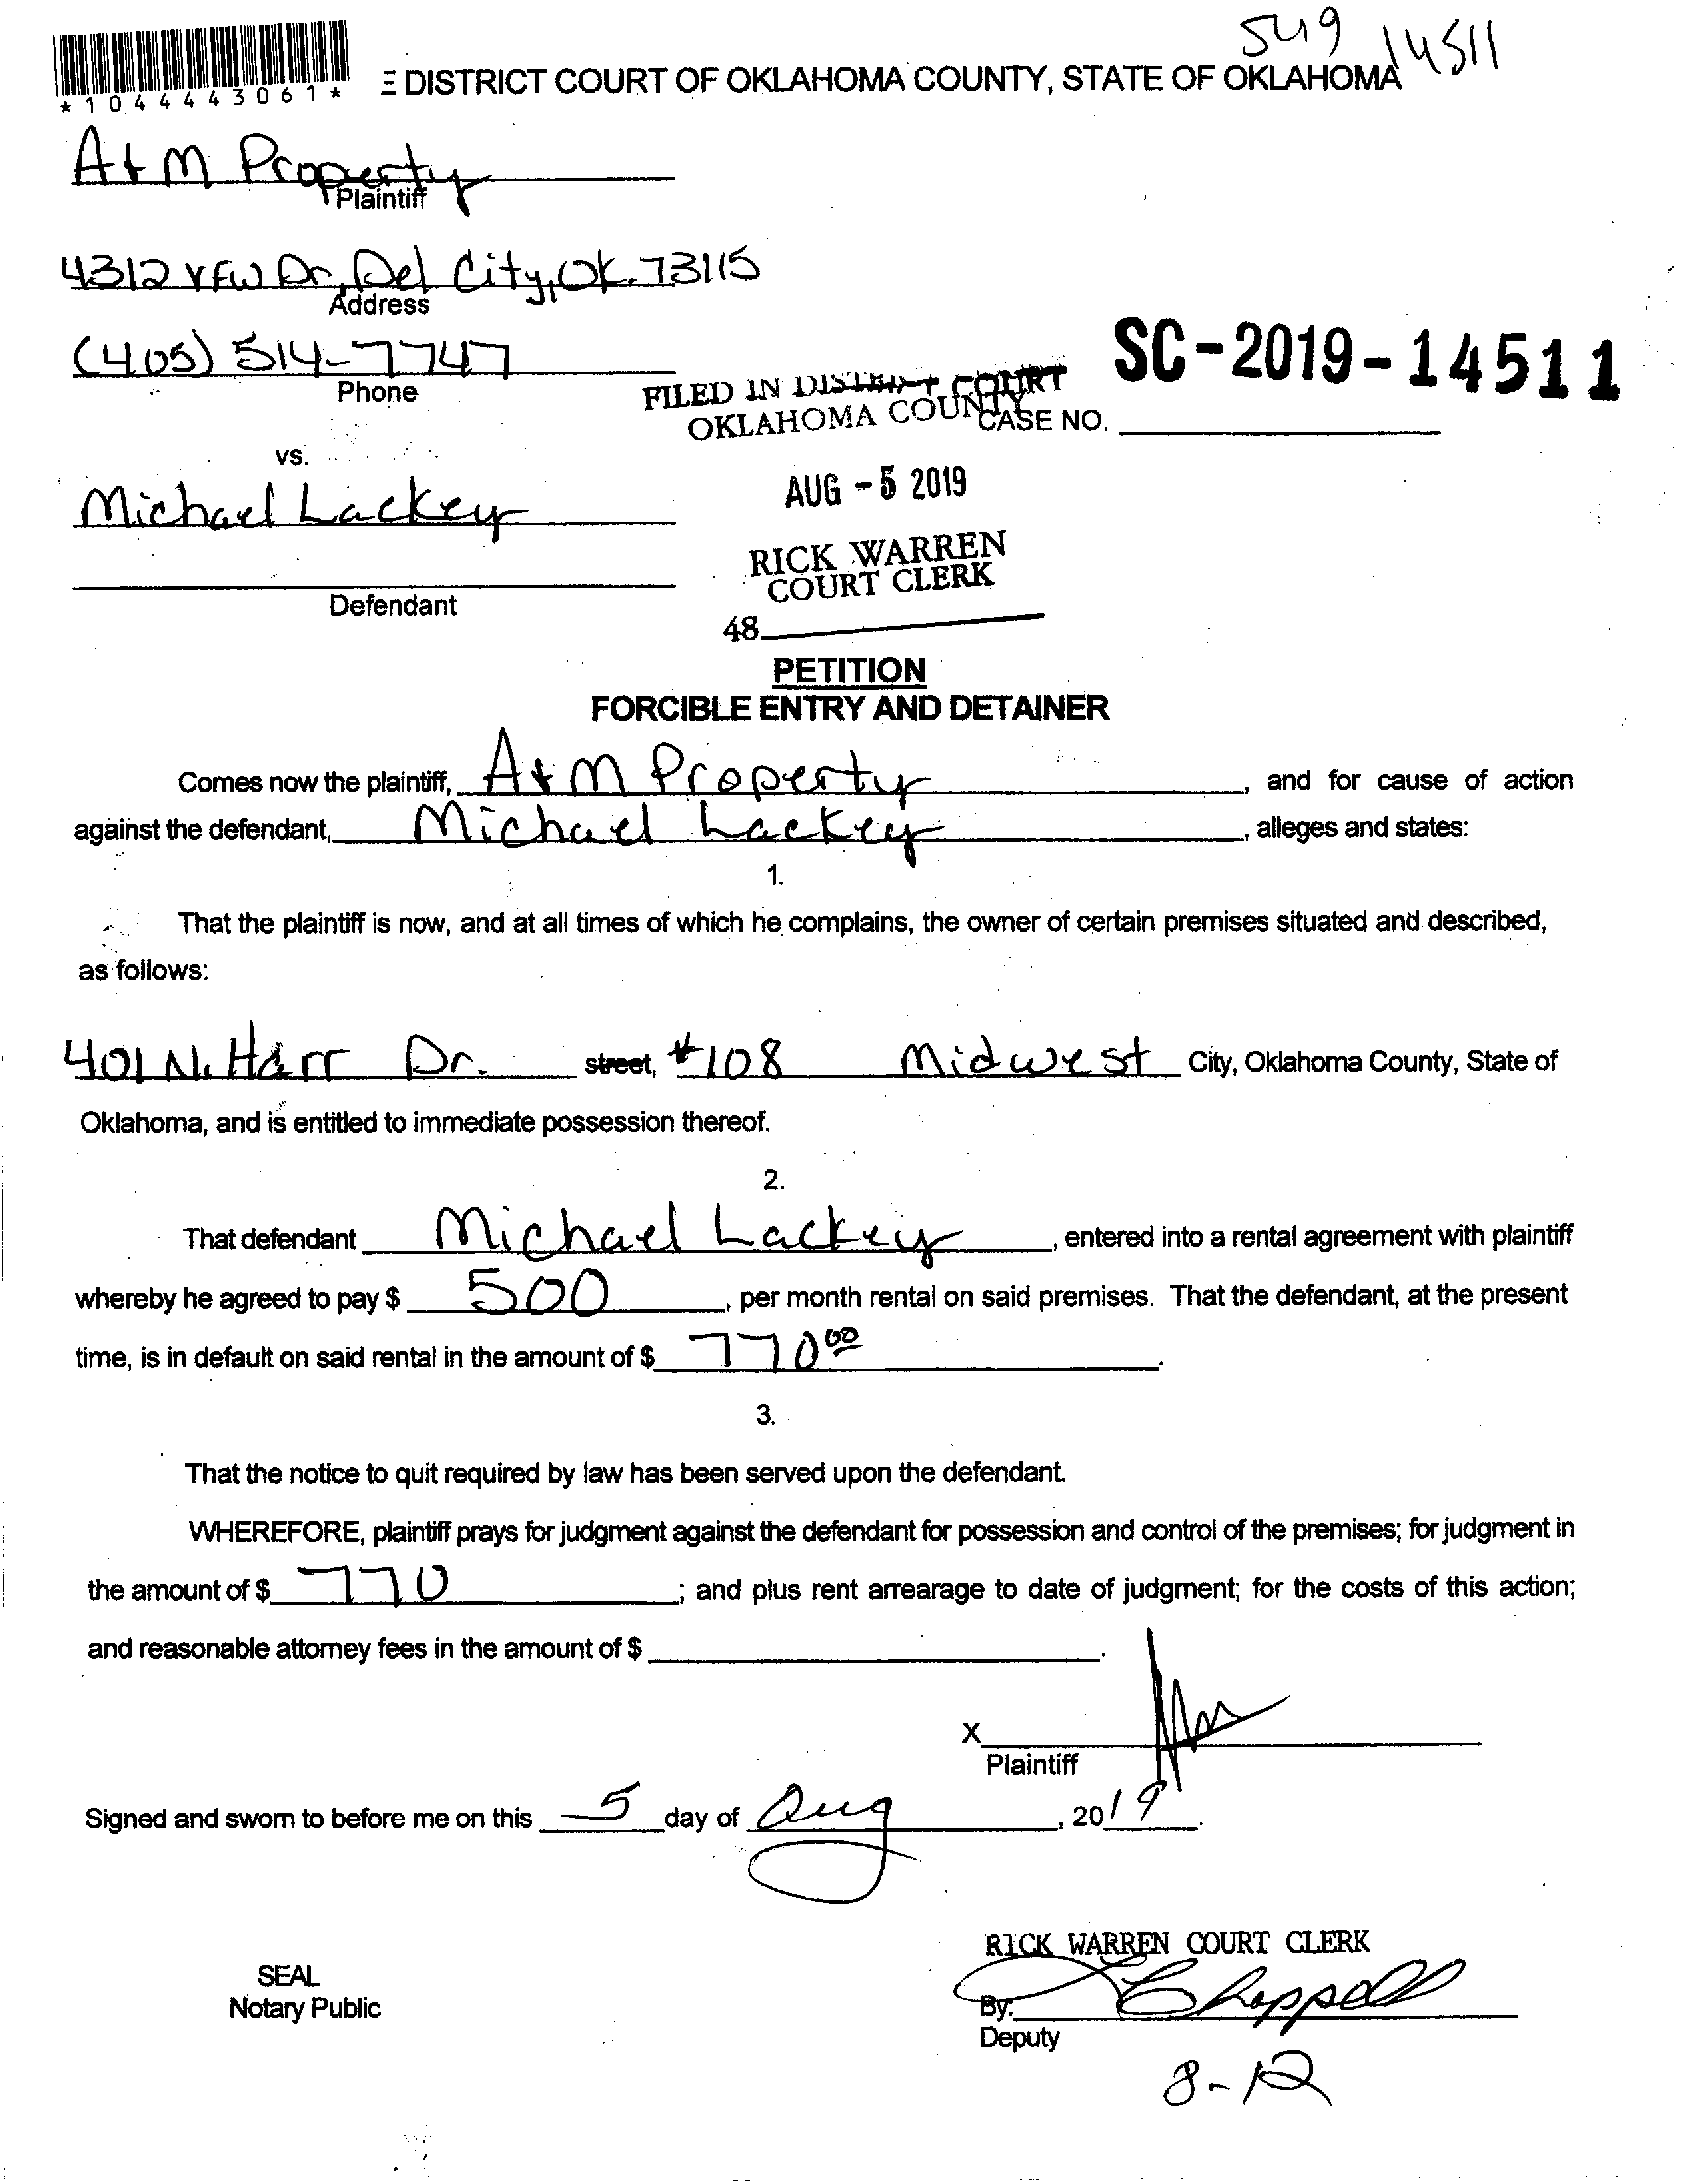 549 14511
*1044443061*
E DISTRICT COURT OF OKLAHOMA COUNTY, STATE OF OKLAHOMA
A+M Property
Plaintiff
4312 VFW Dr, Del City, OK. 73115
Address
(405) 514-7747
Phone
SC-2019-14511
FILED IN DISTRICT COURT
OKLAHOMA COUNTY
CASE NO.
vs.
AUG -5 2019
Michael Lackey
RICK WARREN
COURT CLERK
Defendant
48
PETITION
FORCIBLE ENTRY AND DETAINER
Comes now the plaintiff, A+M Property, and for cause of action
against the defendant, Michael Lackey, alleges and states:
1.
That the plaintiff is now, and at all times of which he complains, the owner of certain premises situated and described,
as follows:
401 N. Harr Dr. street, #108 Midwest City, Oklahoma County, State of
Oklahoma, and is entitled to immediate possession thereof.
2.
That defendant Michael Lackey, entered into a rental agreement with plaintiff
whereby he agreed to pay $ 500, per month rental on said premises. That the defendant, at the present
time, is in default on said rental in the amount of $ 770 00.
3.
That the notice to quit required by law has been served upon the defendant.
WHEREFORE, plaintiff prays for judgment against the defendant for possession and control of the premises; for judgment in
the amount of $ 770; and plus rent arrearage to date of judgment; for the costs of this action;
and reasonable attorney fees in the amount of $ .
X
Plaintiff
Signed and sworn to before me on this 5 day of Aug, 2019.
RICK WARREN COURT CLERK
SEAL
Notary Public
By: Chappell
Deputy
8-12